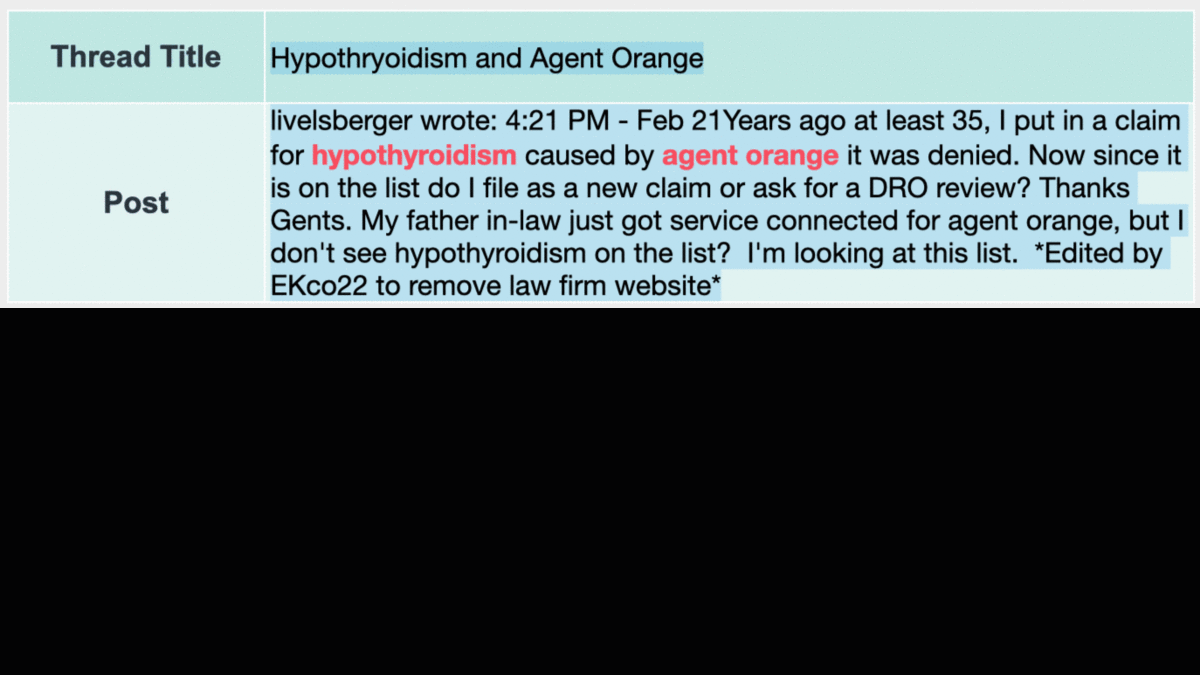 Thread Title
Hypothryoidism and Agent Orange
Post
livelsberger wrote: 4:21 PM - Feb 21Years ago at least 35, I put in a claim
for hypothyroidism caused by agent orange it was denied. Now since it
is on the list do I file as a new claim or ask for a DRO review? Thanks
Gents. My father in-law just got service connected for agent orange, but I
don't see hypothyroidism on the list?  I'm looking at this list.  *Edited by
EKco22 to remove law firm website*